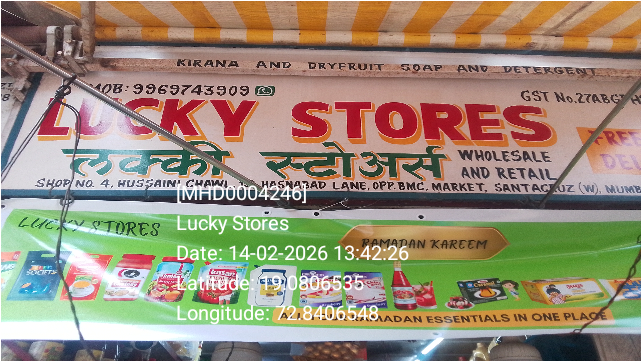 KIRANA AND DRYFRUIT SOAP AND DETERGENT
MOB: 9969743909
GST No.27ABG
LUCKY STORES
FREE
लक्की स्टोअर्स
WHOLESALE
AND RETAIL
SHOP NO. 4, HUSSAINI CHAWL, HASNABAD LANE, OPP. BMC. MARKET, SANTACRUZ (W), MUMB
[MHD0004246]
LUCKY STORES
Lucky Stores
RAMADAN KAREEM
Date: 14-02-2026 13:42:26
SOCIETY
Latitude: 19.0806535
Longitude: 72.8406548
RAMADAN ESSENTIALS IN ONE PLACE